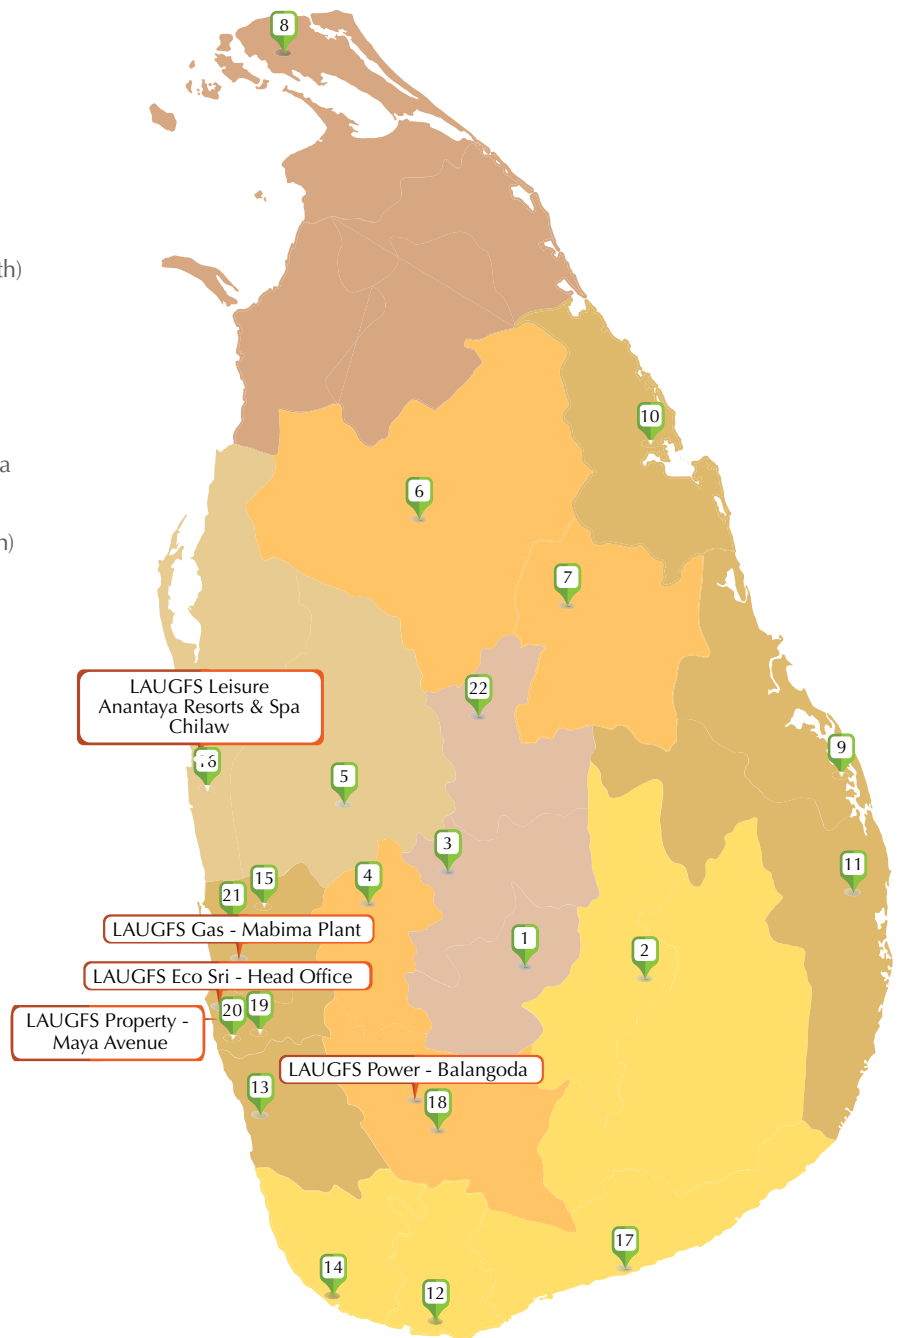 8
th)
10
a
6
n)
7
LAUGFS Leisure
Anantaya Resorts & Spa
Chilaw
22
9
16
5
3
11
4
15
21
LAUGFS Gas - Mabima Plant
1
2
LAUGFS Eco Sri - Head Office
20
19
LAUGFS Property -
Maya Avenue
LAUGFS Power - Balangoda
13
18
17
14
12